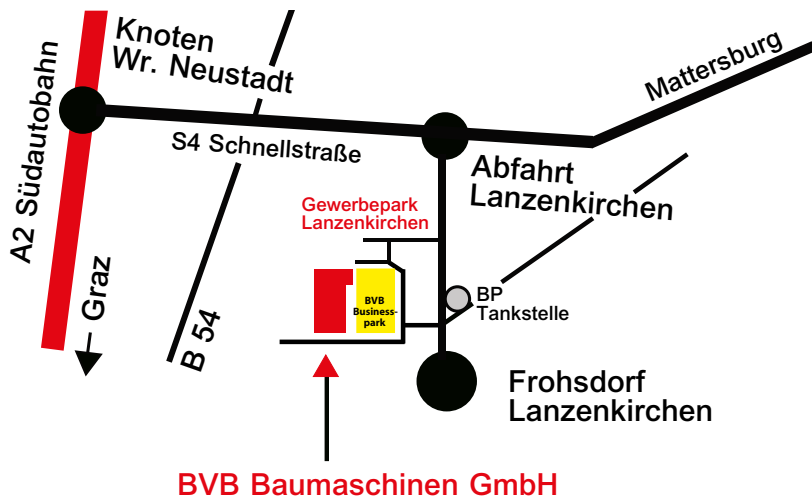 Knoten
Wr. Neustadt
Mattersburg
A2 Südautobahn
S4 Schnellstraße
Abfahrt
Lanzenkirchen
Gewerbepark
Lanzenkirchen
Graz
BVB
Business-
park
BP
Tankstelle
B 54
Frohsdorf
Lanzenkirchen
BVB Baumaschinen GmbH